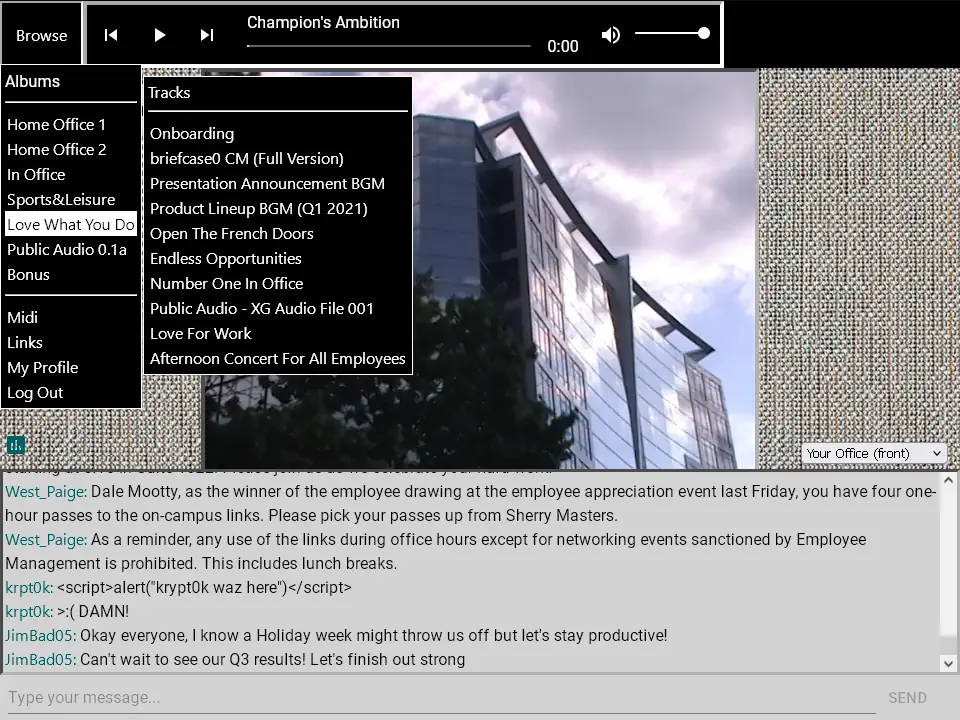 Browse
Champion's Ambition
0:00
Albums
Home Office 1
Home Office 2
In Office
Sports&Leisure
Love What You Do
Public Audio 0.1a
Bonus
Midi
Links
My Profile
Log Out
Tracks
Onboarding
briefcase0 CM (Full Version)
Presentation Announcement BGM
Product Lineup BGM (Q1 2021)
Open The French Doors
Endless Opportunities
Number One In Office
Public Audio - XG Audio File 001
Love For Work
Afternoon Concert For All Employees
Your Office (front)
West_Paige: Dale Mootty, as the winner of the employee drawing at the employee appreciation event last Friday, you have four one-
hour passes to the on-campus links. Please pick your passes up from Sherry Masters.
West_Paige: As a reminder, any use of the links during office hours except for networking events sanctioned by Employee
Management is prohibited. This includes lunch breaks.
krpt0k: <script>alert("krypt0k waz here")</script>
krpt0k: >:( DAMN!
JimBad05: Okay everyone, I know a Holiday week might throw us off but let's stay productive!
JimBad05: Can't wait to see our Q3 results! Let's finish out strong
Type your message...
SEND